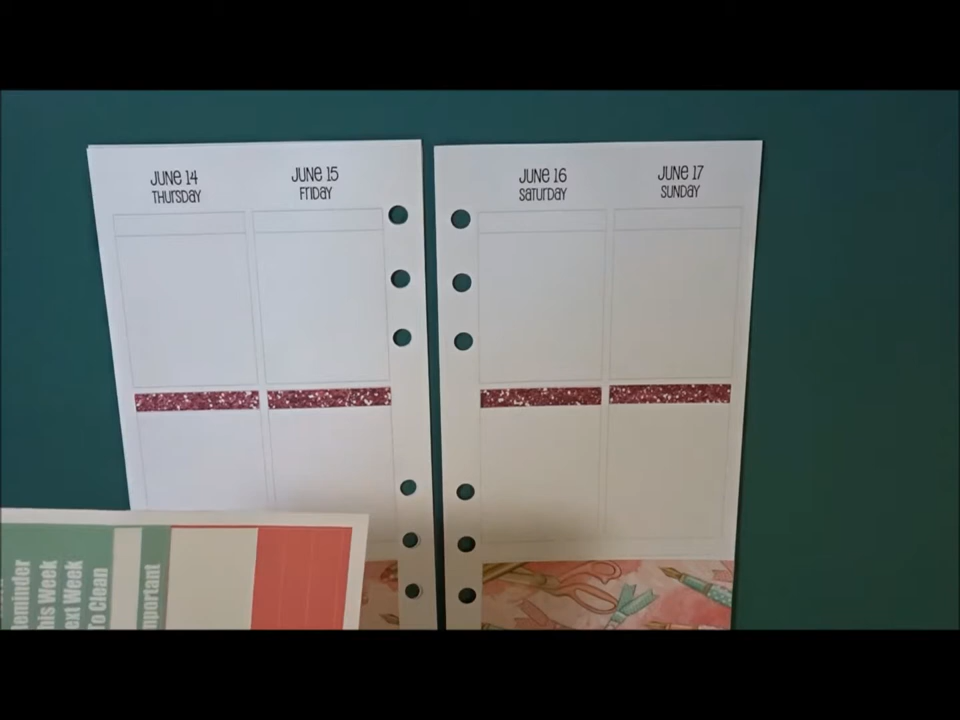 JUNE 14
THURSDAY
JUNE 15
FRIDAY
JUNE 16
SATURDAY
JUNE 17
SUNDAY
This Week
Next Week
To Clean
Important